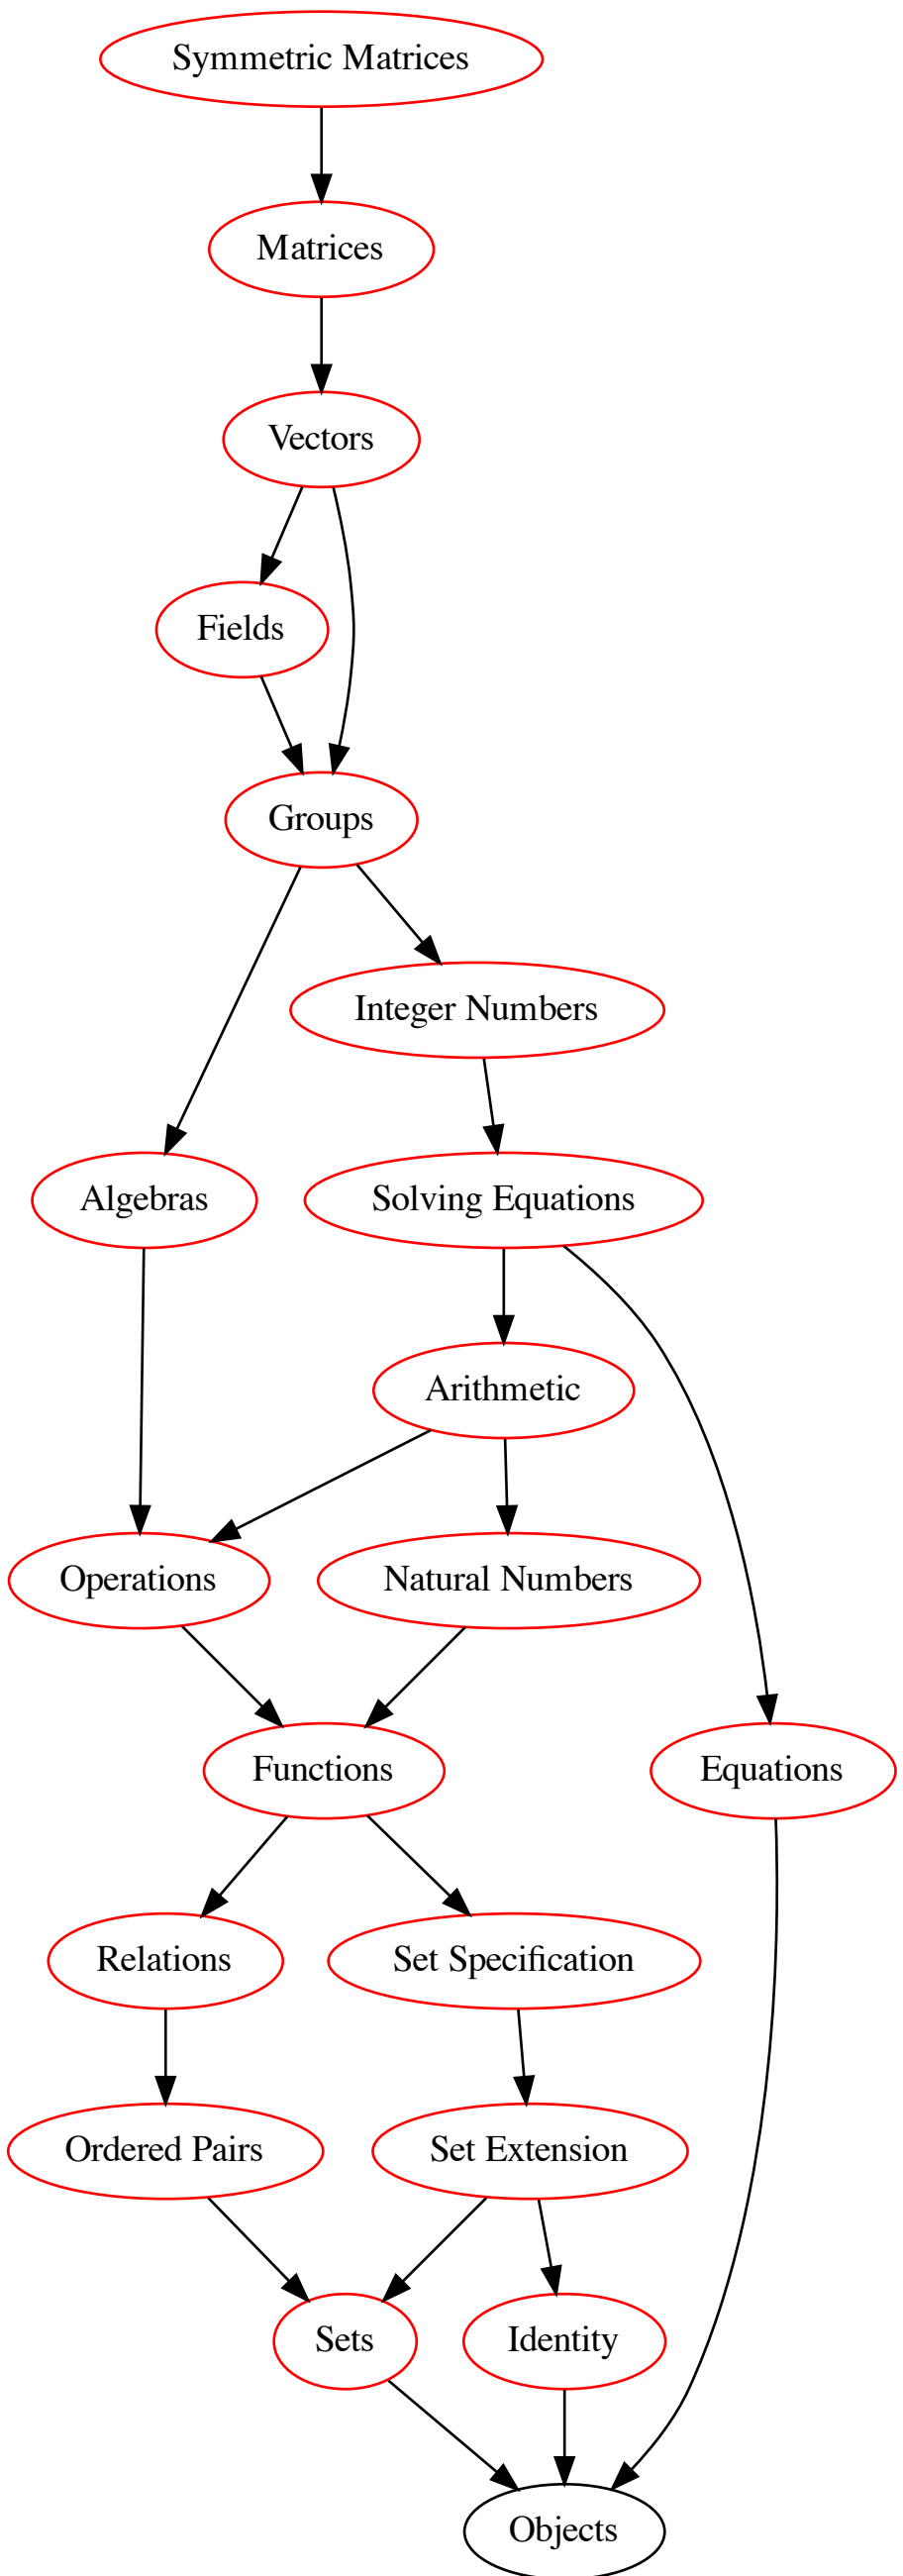 Symmetric Matrices
Matrices
Vectors
Fields
Groups
Integer Numbers
Algebras
Solving Equations
Arithmetic
Operations
Natural Numbers
Functions
Equations
Relations
Set Specification
Ordered Pairs
Set Extension
Sets
Identity
Objects